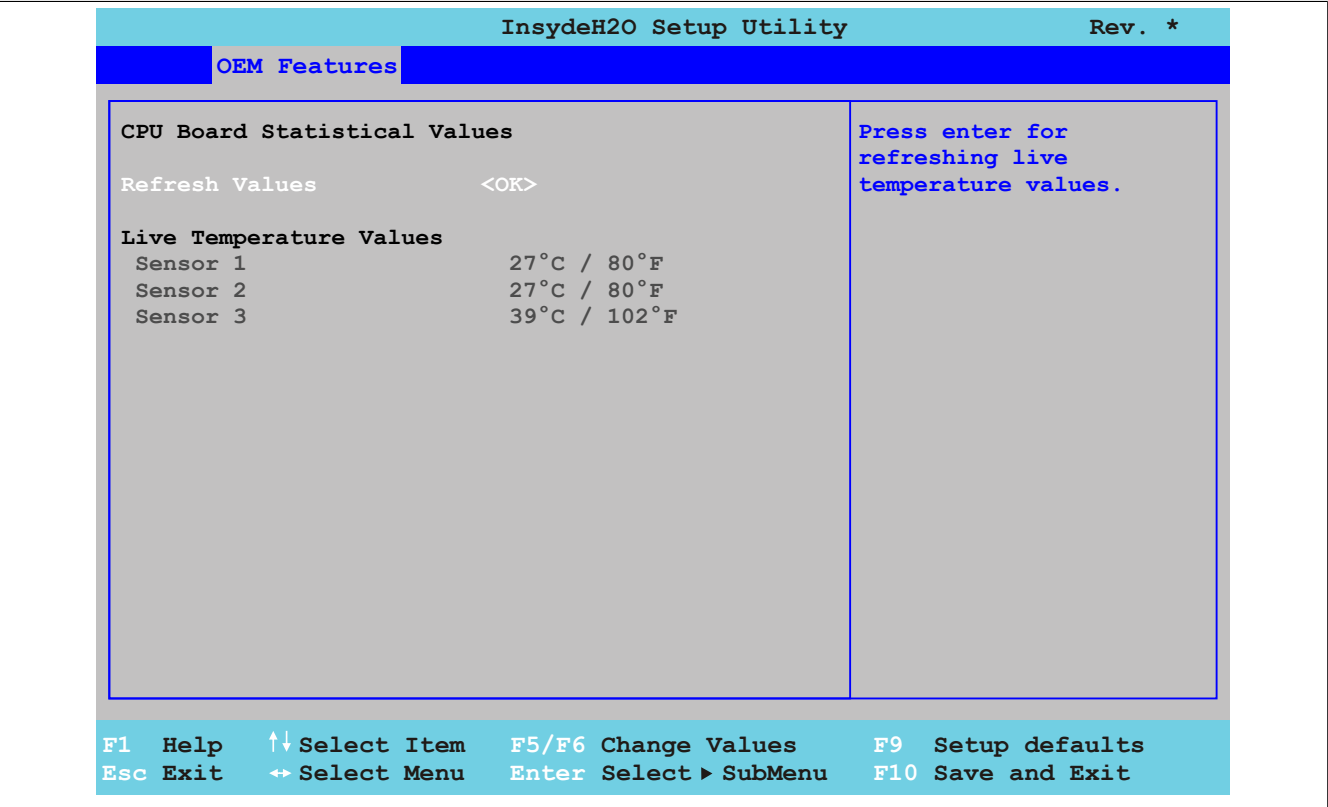 InsydeH2O Setup Utility Rev. *
OEM Features
CPU Board Statistical Values
Refresh Values <OK>
Live Temperature Values
Sensor 1 27°C / 80°F
Sensor 2 27°C / 80°F
Sensor 3 39°C / 102°F
Press enter for
refreshing live
temperature values.
F1 Help ↑↓ Select Item F5/F6 Change Values F9 Setup defaults
Esc Exit ↔ Select Menu Enter Select ▶ SubMenu F10 Save and Exit